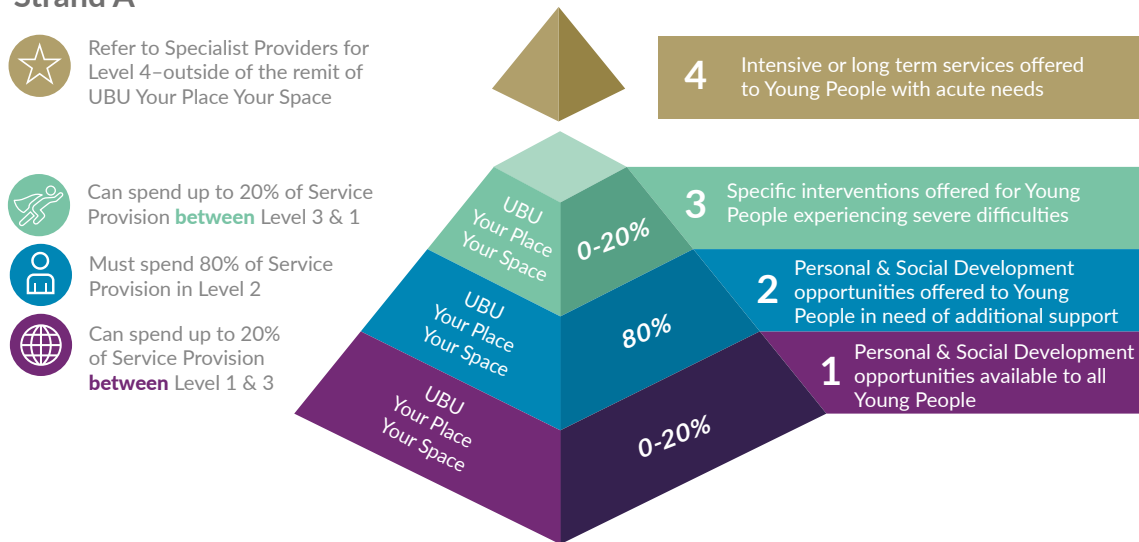 Strand A
Refer to Specialist Providers for
Level 4–outside of the remit of
UBU Your Place Your Space
4
Intensive or long term services offered
to Young People with acute needs
Can spend up to 20% of Service
Provision between Level 3 & 1
UBU
Your Place
Your Space
0-20%
3
Specific interventions offered for Young
People experiencing severe difficulties
Must spend 80% of Service
Provision in Level 2
UBU
Your Place
Your Space
80%
2
Personal & Social Development
opportunities offered to Young
People in need of additional support
Can spend up to 20%
of Service Provision
between Level 1 & 3
UBU
Your Place
Your Space
0-20%
1
Personal & Social Development
opportunities available to all
Young People